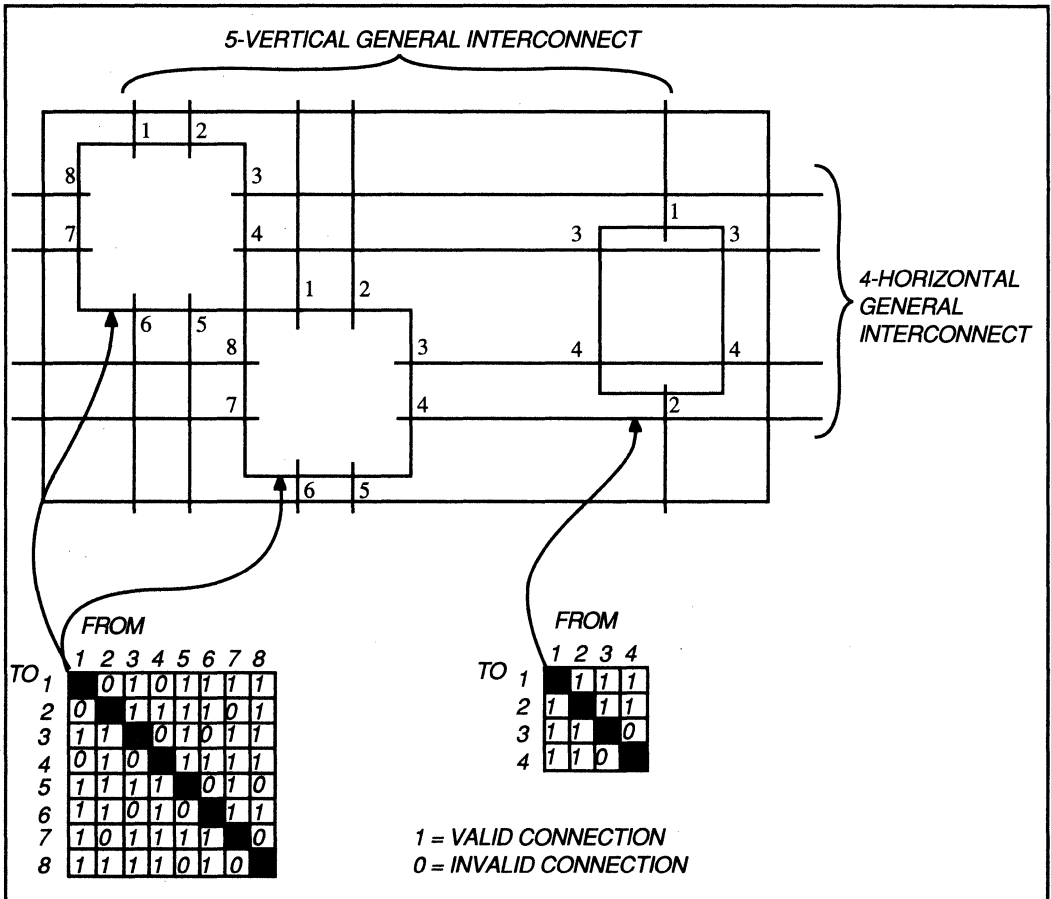 5-VERTICAL GENERAL INTERCONNECT
1 2
8 3
1
7 4 3 3
4-HORIZONTAL
GENERAL
INTERCONNECT
1 2
6 5
8 3 4 4
7 4 2
6 5
FROM
1 2 3 4 5 6 7 8
TO
1 0 1 0 1 1 1 1
2 0 1 1 1 1 0 1
3 1 1 0 1 0 1 1
4 0 1 0 1 1 1 1
5 1 1 1 1 0 1 0
6 1 1 0 1 0 1 1
7 1 0 1 1 1 1 0
8 1 1 1 1 0 1 0
FROM
1 2 3 4
TO
1 1 1 1
2 1 1 1
3 1 1 0
4 1 1 0
1 = VALID CONNECTION
0 = INVALID CONNECTION